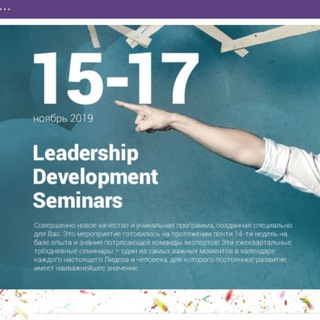 15-17
ноябрь 2019
Leadership
Development
Seminars
Совершенно новое качество и уникальная программа, созданная специально
для Вас. Это мероприятие готовилось на протяжении почти 14-ти недель на
базе опыта и знания потрясающей команды экспертов! Эти ежеквартальные
трёхдневные семинары – один из самых важных моментов в календаре
каждого настоящего Лидера и человека, для которого постоянное развитие
имеет наиважнейшее значение.